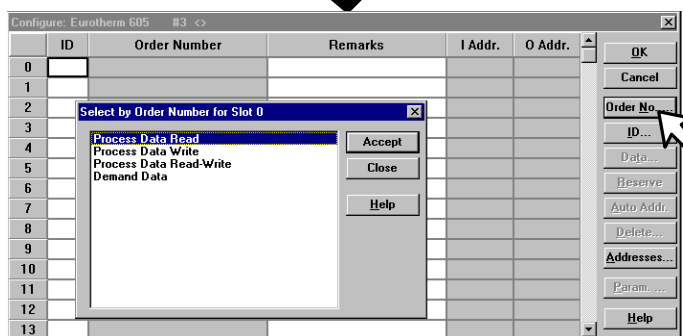 Configure: Eurotherm 605 #3 <>
ID Order Number Remarks I Addr. O Addr.
0
1
2
3
4
5
6
7
8
9
10
11
12
13
Select by Order Number for Slot 0
Process Data Read
Process Data Write
Process Data Read-Write
Demand Data
Accept
Close
Help
OK
Cancel
Order No....
ID...
Data...
Reserve
Auto Addr.
Delete...
Addresses...
Param. ...
Help